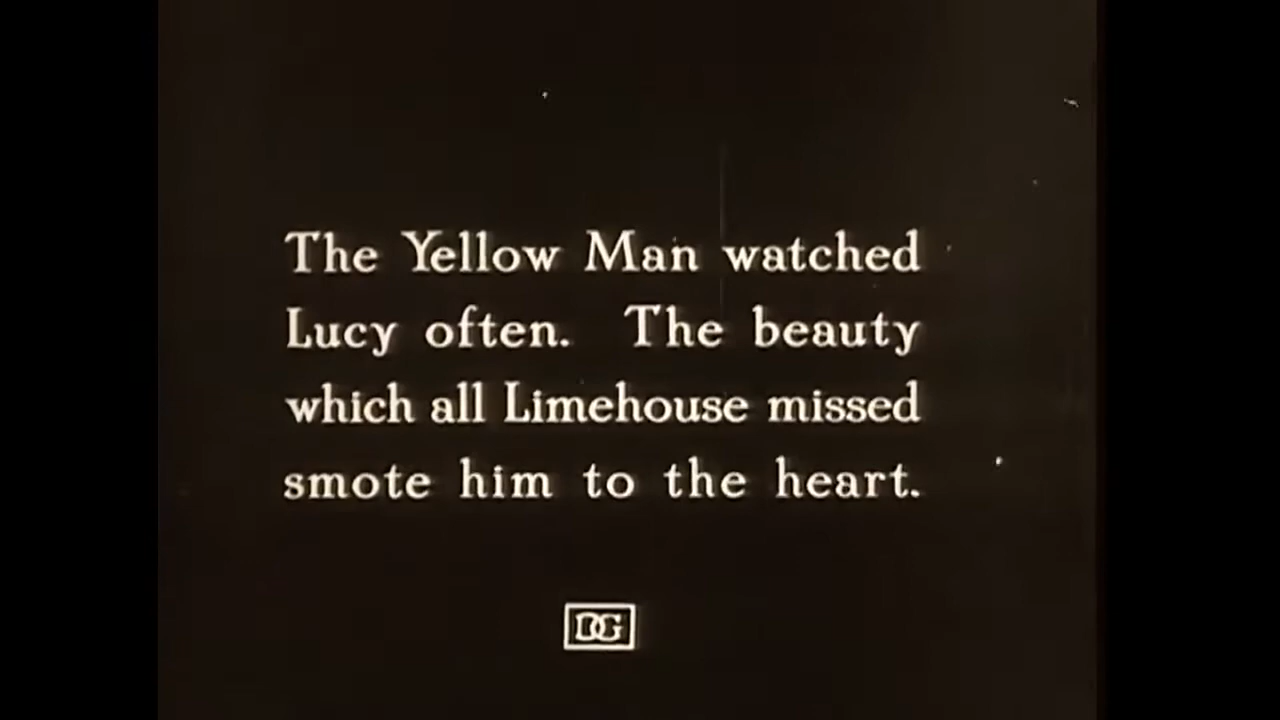 The Yellow Man watched
Lucy often. The beauty
which all Limehouse missed
smote him to the heart.
DG